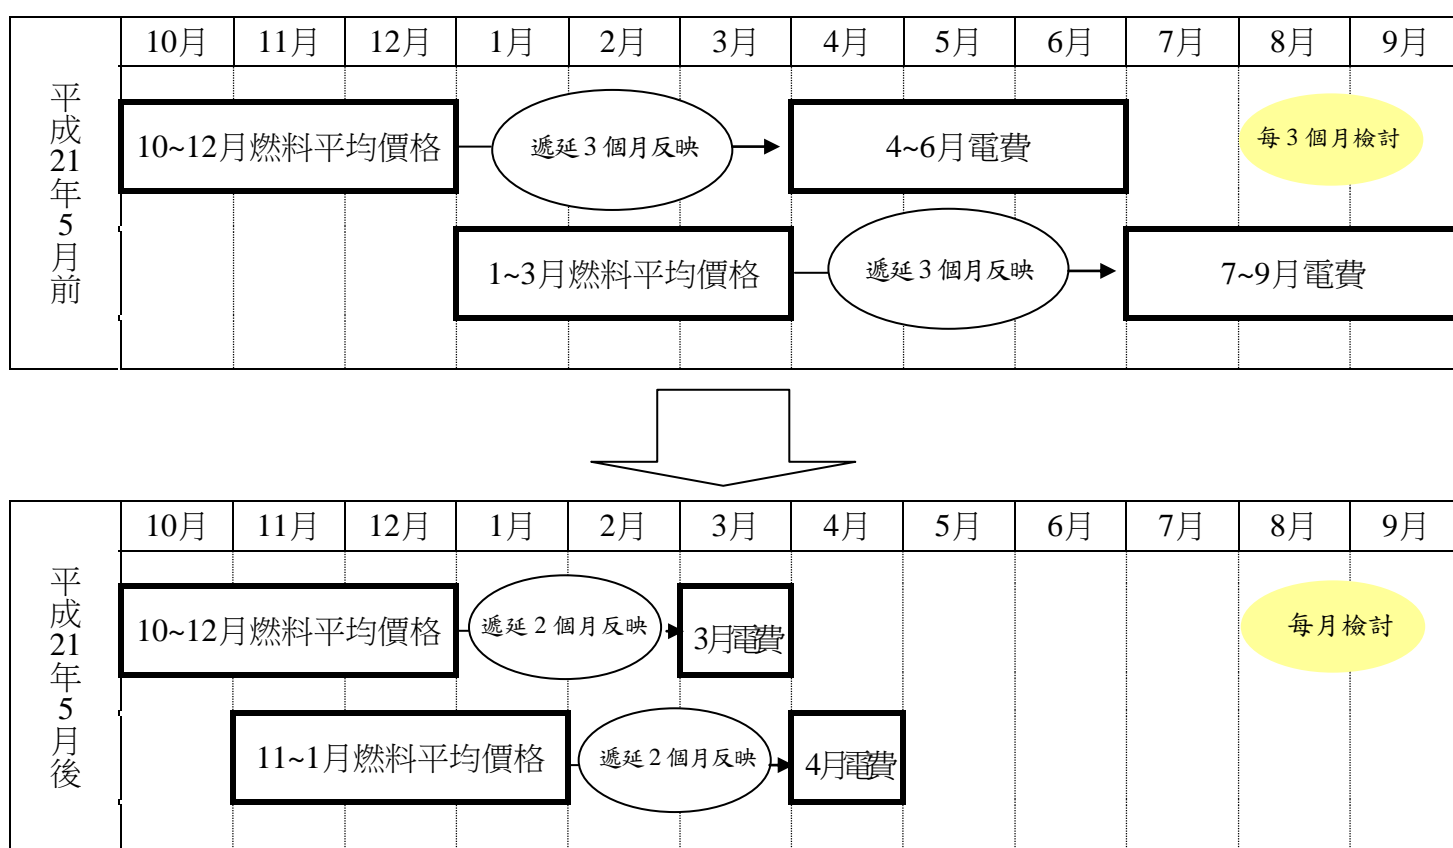 10月 11月 12月 1月 2月 3月 4月 5月 6月 7月 8月 9月
平成21年5月前
10~12月燃料平均價格 遞延3個月反映 4~6月電費 每3個月檢討
1~3月燃料平均價格 遞延3個月反映 7~9月電費
10月 11月 12月 1月 2月 3月 4月 5月 6月 7月 8月 9月
平成21年5月後
10~12月燃料平均價格 遞延2個月反映 3月電費 每月檢討
11~1月燃料平均價格 遞延2個月反映 4月電費